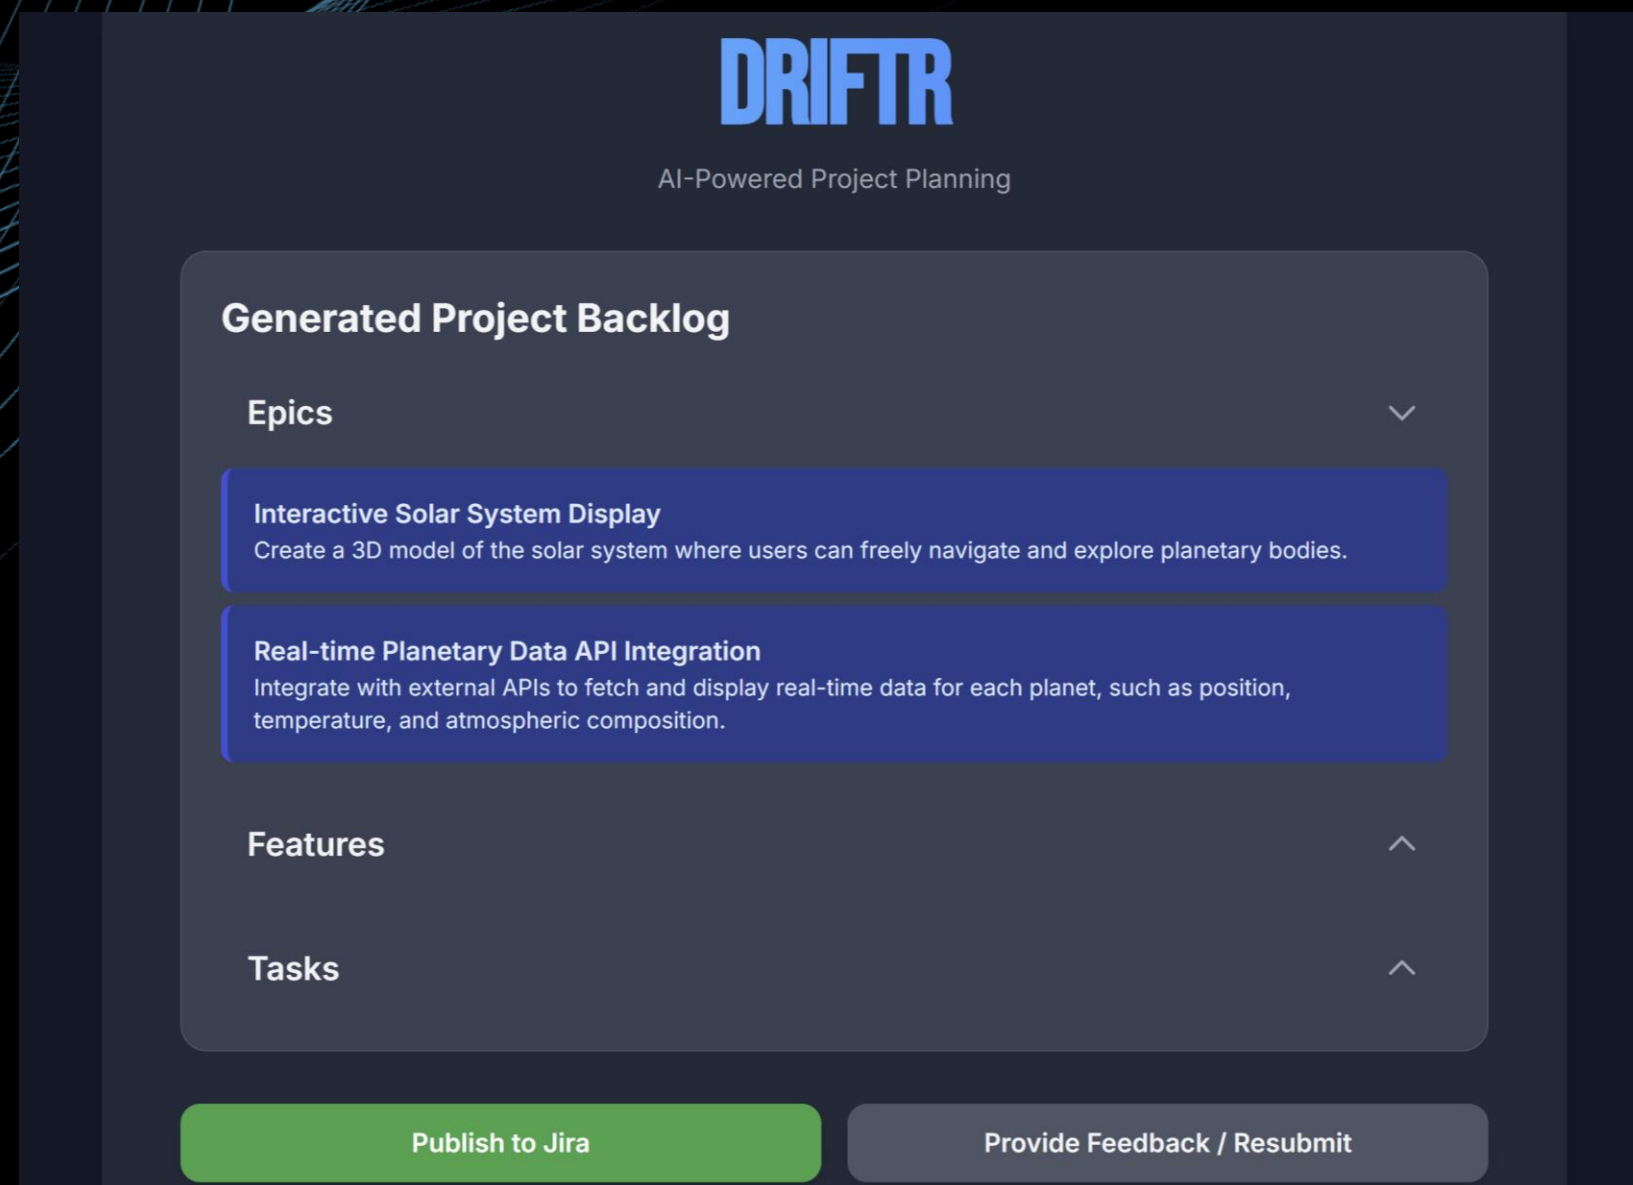 DRIFTR
AI-Powered Project Planning
Generated Project Backlog
Epics
Interactive Solar System Display
Create a 3D model of the solar system where users can freely navigate and explore planetary bodies.
Real-time Planetary Data API Integration
Integrate with external APIs to fetch and display real-time data for each planet, such as position,
temperature, and atmospheric composition.
Features
Tasks
Publish to Jira
Provide Feedback / Resubmit